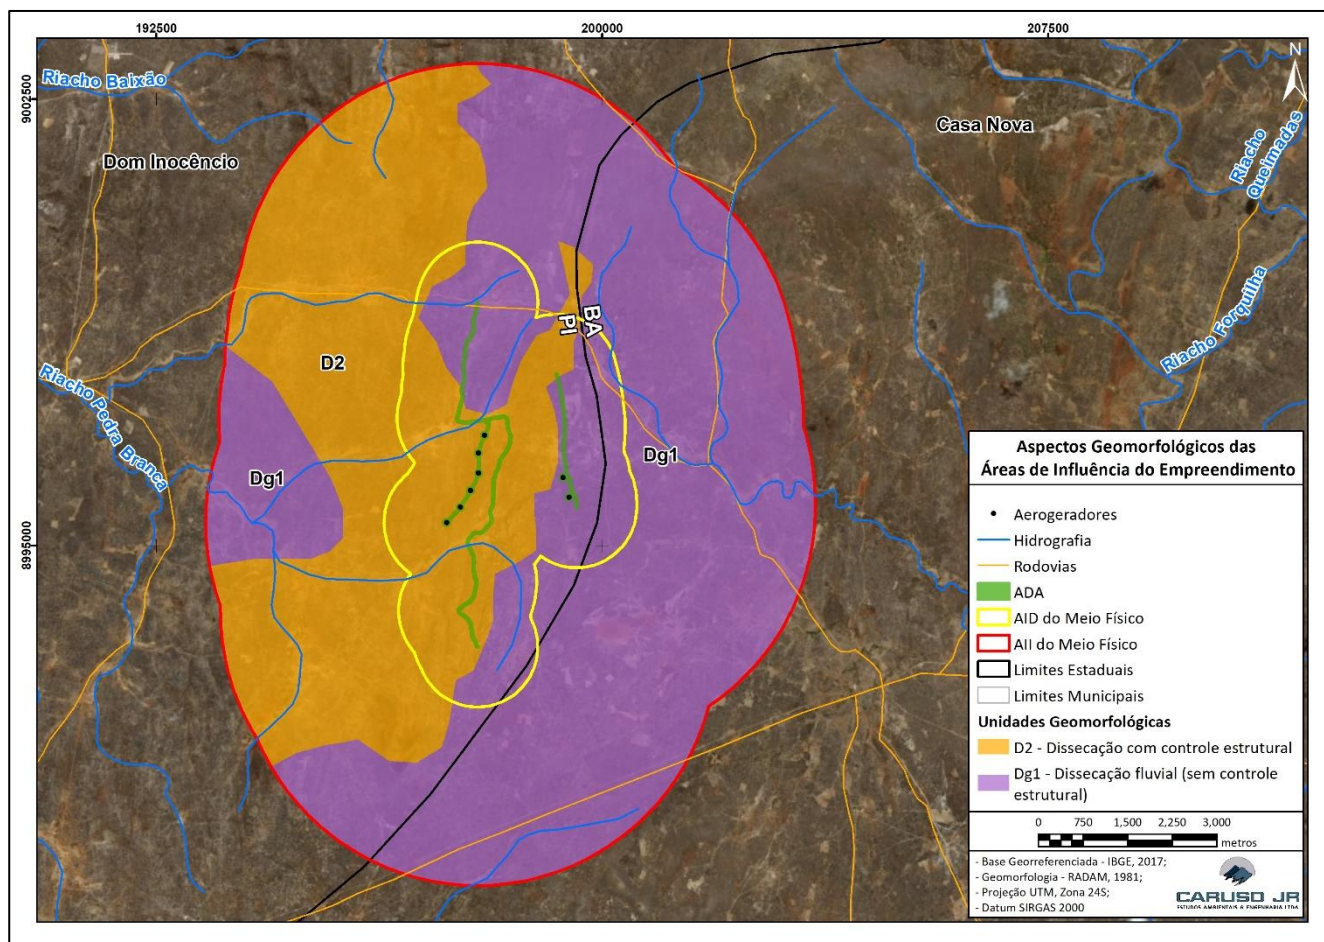 192500
200000
207500
9002500
8995000
N
Riacho Baixão
Dom Inocêncio
Casa Nova
Riacho
Queimadas
Riacho Forquilha
BA
PI
D2
Riacho Pedra Branca
Dg1
Dg1
Aspectos Geomorfológicos das
Áreas de Influência do Empreendimento
Aerogeradores
Hidrografia
Rodovias
ADA
AID do Meio Físico
AII do Meio Físico
Limites Estaduais
Limites Municipais
Unidades Geomorfológicas
D2 - Dissecação com controle estrutural
Dg1 - Dissecação fluvial (sem controle
estrutural)
0 750 1,500 2,250 3,000
metros
- Base Georreferenciada - IBGE, 2017;
- Geomorfologia - RADAM, 1981;
- Projeção UTM, Zona 24S;
- Datum SIRGAS 2000
CARUSO JR
ESTUDOS AMBIENTAIS & ENGENHARIA LTDA